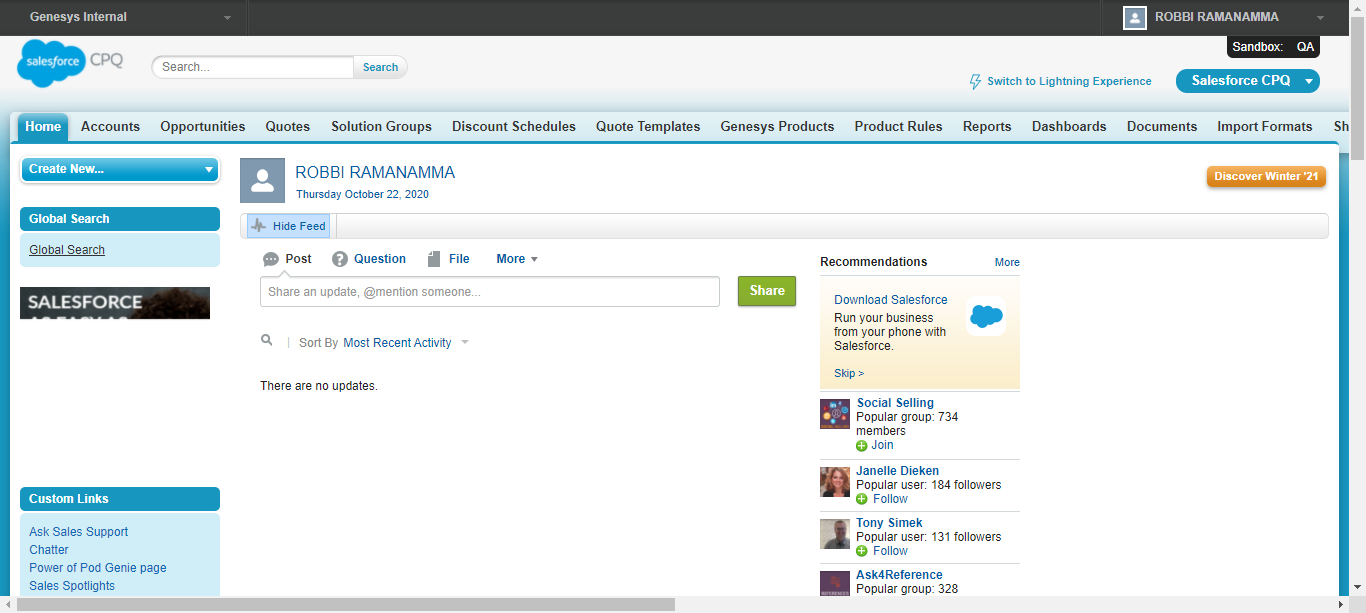 Genesys Internal
ROBBI RAMANAMMA
Sandbox: QA
salesforce CPQ
Search...
Search
Switch to Lightning Experience
Salesforce CPQ
Home Accounts Opportunities Quotes Solution Groups Discount Schedules Quote Templates Genesys Products Product Rules Reports Dashboards Documents Import Formats Sh
Create New...
Global Search
Global Search
SALESFORCE
AS EASY AS
Custom Links
Ask Sales Support
Chatter
Power of Pod Genie page
Sales Spotlights
ROBBI RAMANAMMA
Thursday October 22, 2020
Discover Winter '21
Hide Feed
Post Question File More
Share an update, @mention someone...
Share
Sort By Most Recent Activity
There are no updates.
Recommendations More
Download Salesforce
Run your business
from your phone with
Salesforce.
Skip >
Social Selling
Popular group: 734
members
Join
Janelle Dieken
Popular user: 184 followers
Follow
Tony Simek
Popular user: 131 followers
Follow
Ask4Reference
Popular group: 328